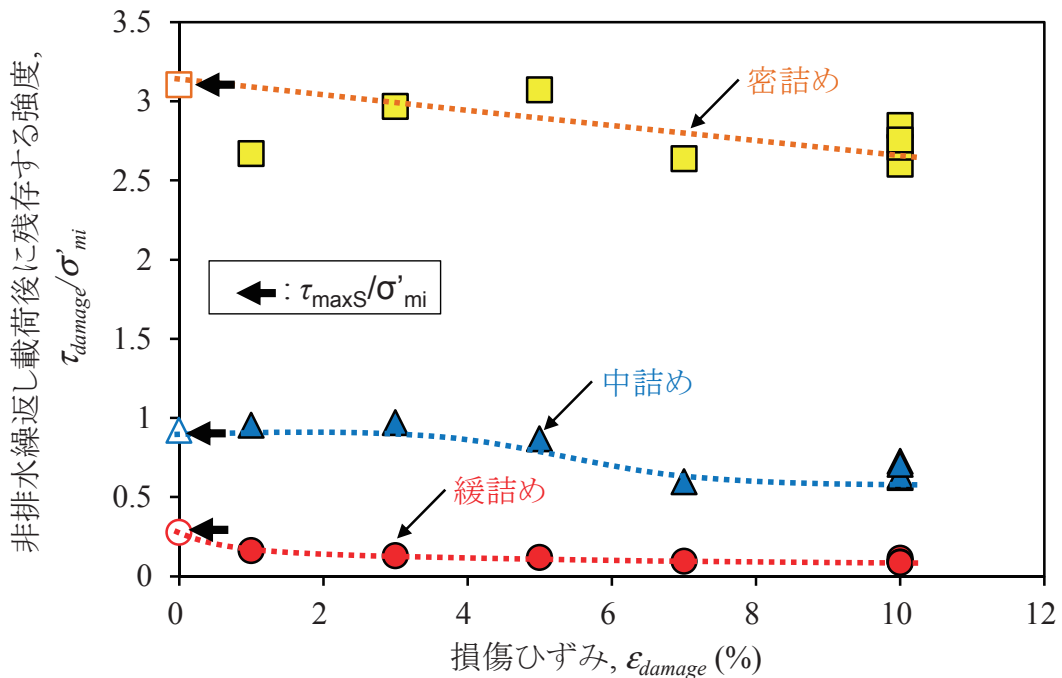 非排水繰返し載荷後に残存する強度,
τdamage/σ'mi
3.5
3
2.5
2
1.5
1
0.5
0
密詰め
: τmaxS/σ'mi
中詰め
緩詰め
0 2 4 6 8 10 12
損傷ひずみ, εdamage (%)